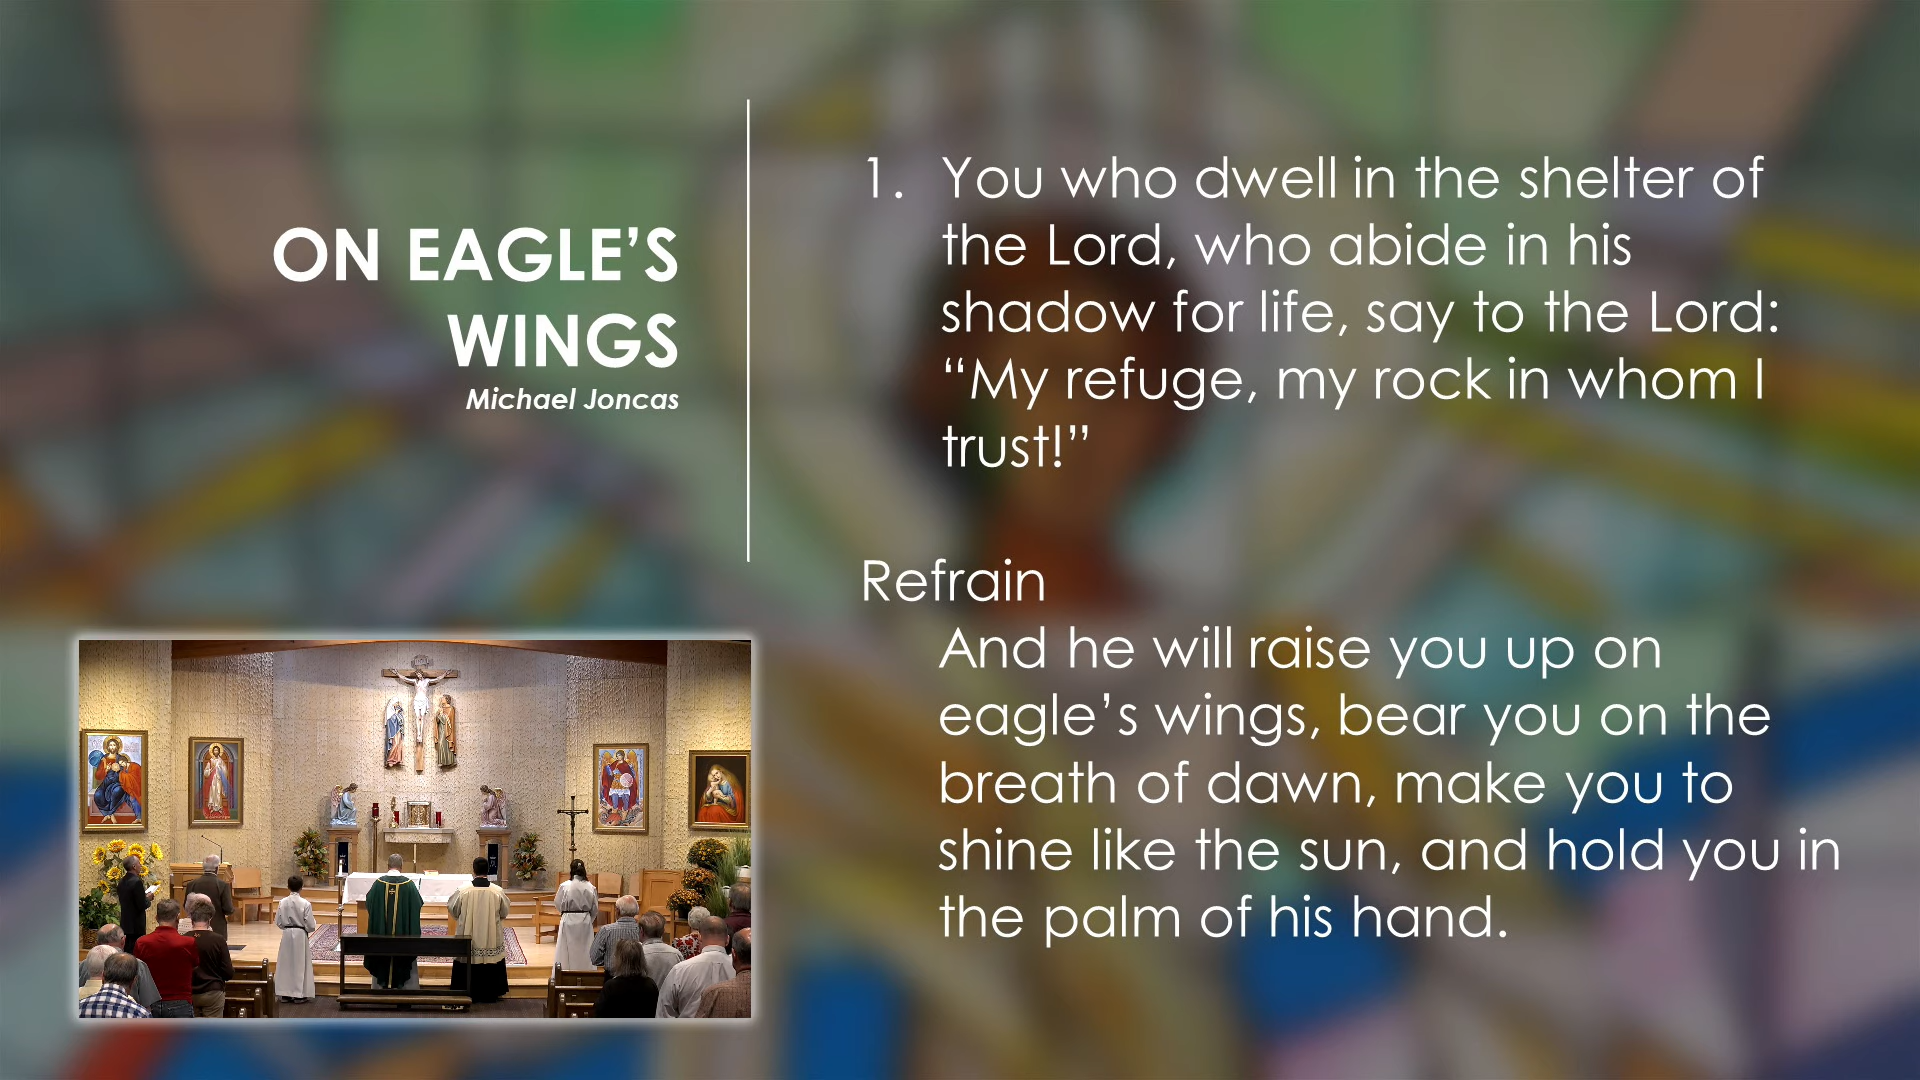 ON EAGLE’S
WINGS
Michael Joncas
1. You who dwell in the shelter of
the Lord, who abide in his
shadow for life, say to the Lord:
“My refuge, my rock in whom I
trust!”
Refrain
And he will raise you up on
eagle’s wings, bear you on the
breath of dawn, make you to
shine like the sun, and hold you in
the palm of his hand.